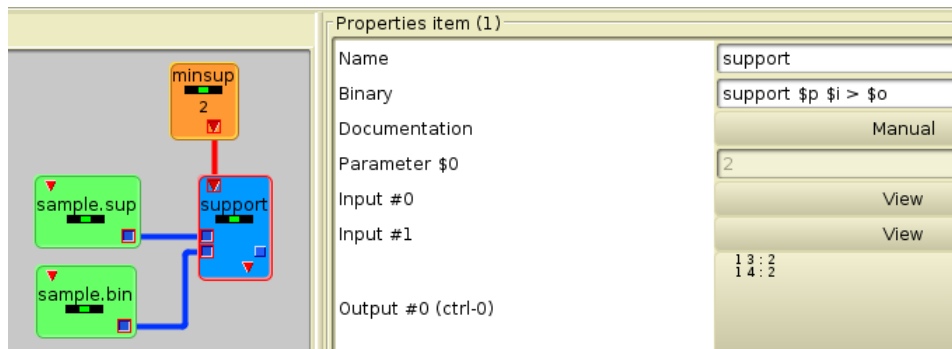 minsup
2
sample.sup
support
sample.bin
Properties item (1)
Name support
Binary support $p $i > $o
Documentation Manual
Parameter $0 2
Input #0 View
Input #1 View
1 3 : 2
1 4 : 2
Output #0 (ctrl-0)